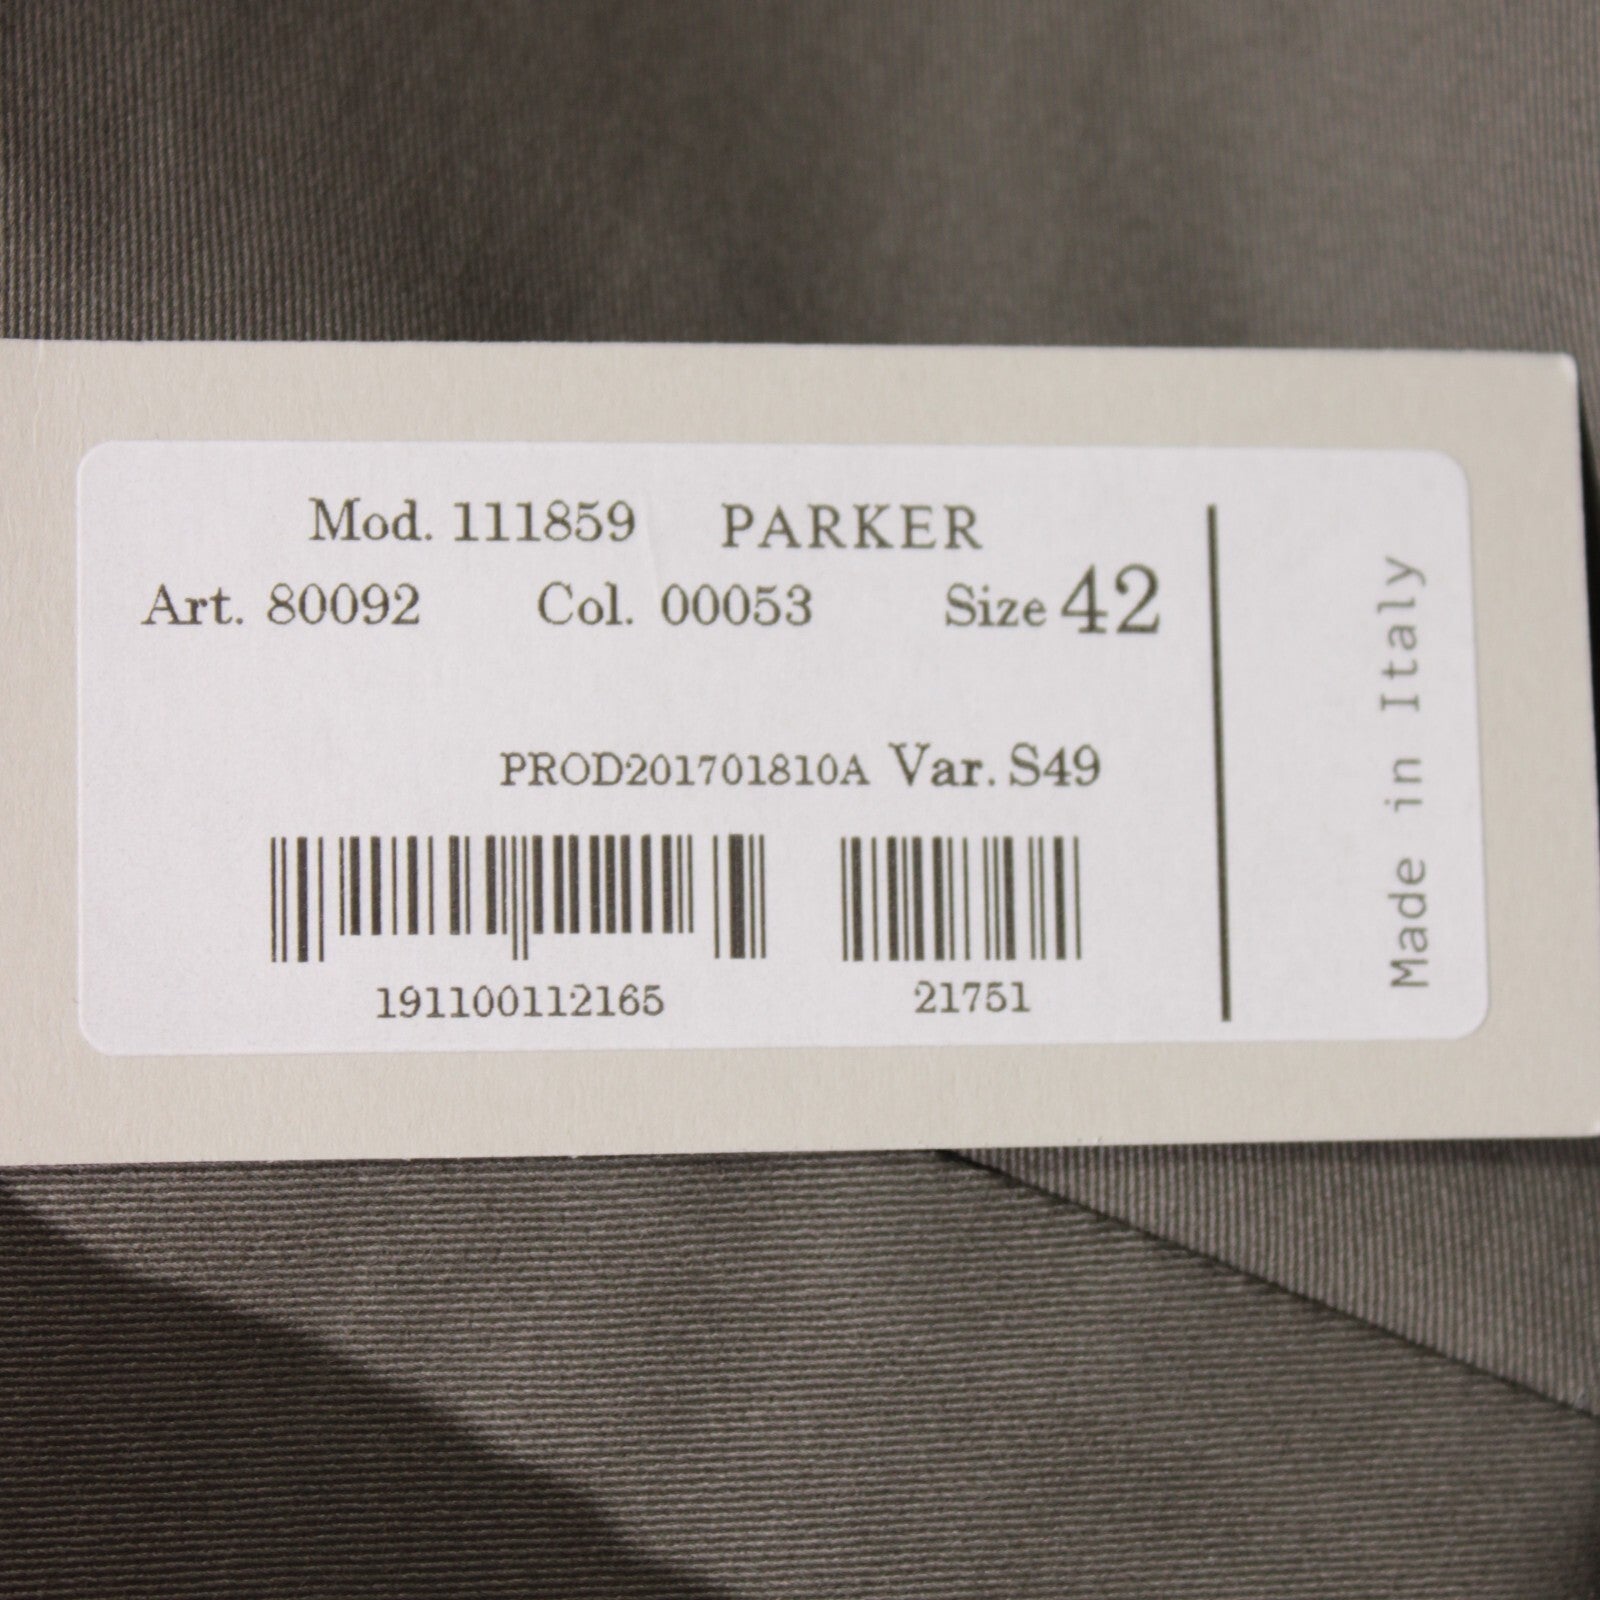 Mod. 111859 PARKER
Art. 80092 Col. 00053 Size 42
PROD201701810A Var. S49
191100112165 21751
Made in Italy